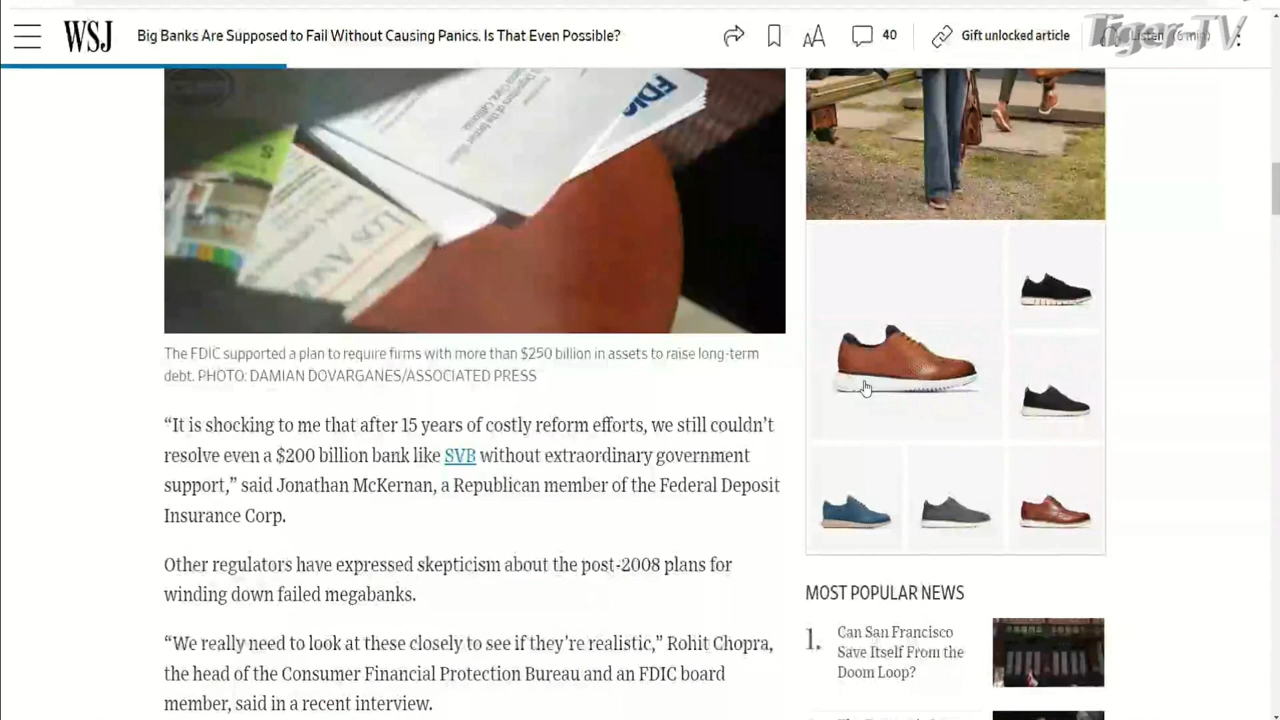 WSJ
Big Banks Are Supposed to Fail Without Causing Panics. Is That Even Possible?
AA
40
Gift unlocked article
Listen
TigerTV
FDIC
LOS
The FDIC supported a plan to require firms with more than $250 billion in assets to raise long-term
debt. PHOTO: DAMIAN DOVARGANES/ASSOCIATED PRESS
“It is shocking to me that after 15 years of costly reform efforts, we still couldn’t
resolve even a $200 billion bank like SVB without extraordinary government
support,” said Jonathan McKernan, a Republican member of the Federal Deposit
Insurance Corp.
Other regulators have expressed skepticism about the post-2008 plans for
winding down failed megabanks.
“We really need to look at these closely to see if they’re realistic,” Rohit Chopra,
the head of the Consumer Financial Protection Bureau and an FDIC board
member, said in a recent interview.
MOST POPULAR NEWS
1.
Can San Francisco
Save Itself From the
Doom Loop?